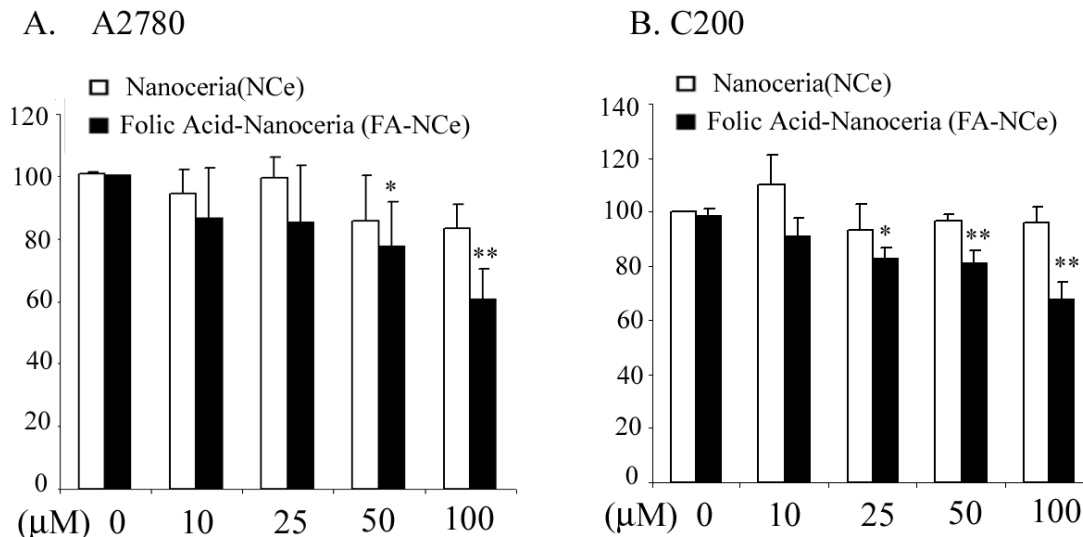 A. A2780
Nanoceria(NCe)
Folic Acid-Nanoceria (FA-NCe)
120
100
80
60
40
20
0
*
**
(µM) 0 10 25 50 100
B. C200
Nanoceria(NCe)
Folic Acid-Nanoceria (FA-NCe)
140
120
100
80
60
40
20
0
*
**
**
(µM) 0 10 25 50 100